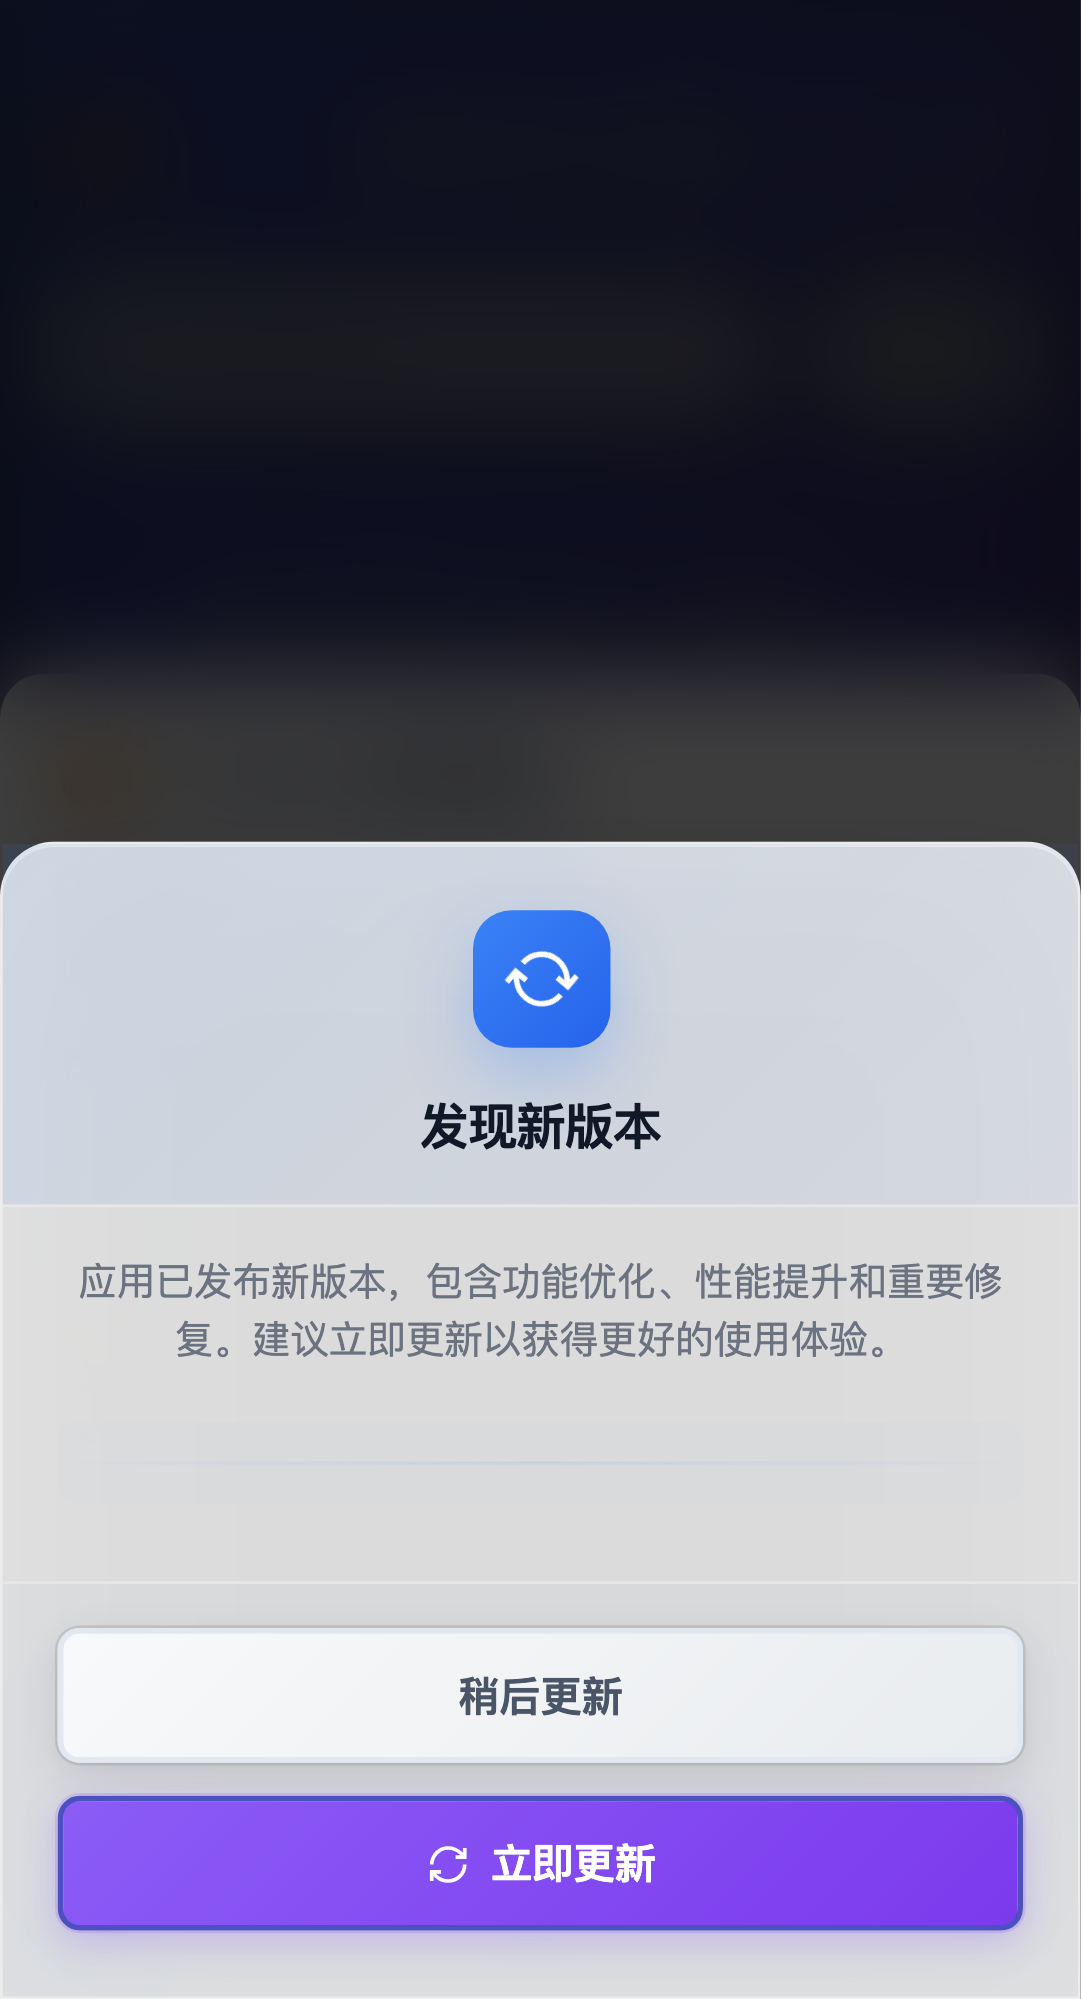 发现新版本
应用已发布新版本，包含功能优化、性能提升和重要修
复。建议立即更新以获得更好的使用体验。
稍后更新
立即更新